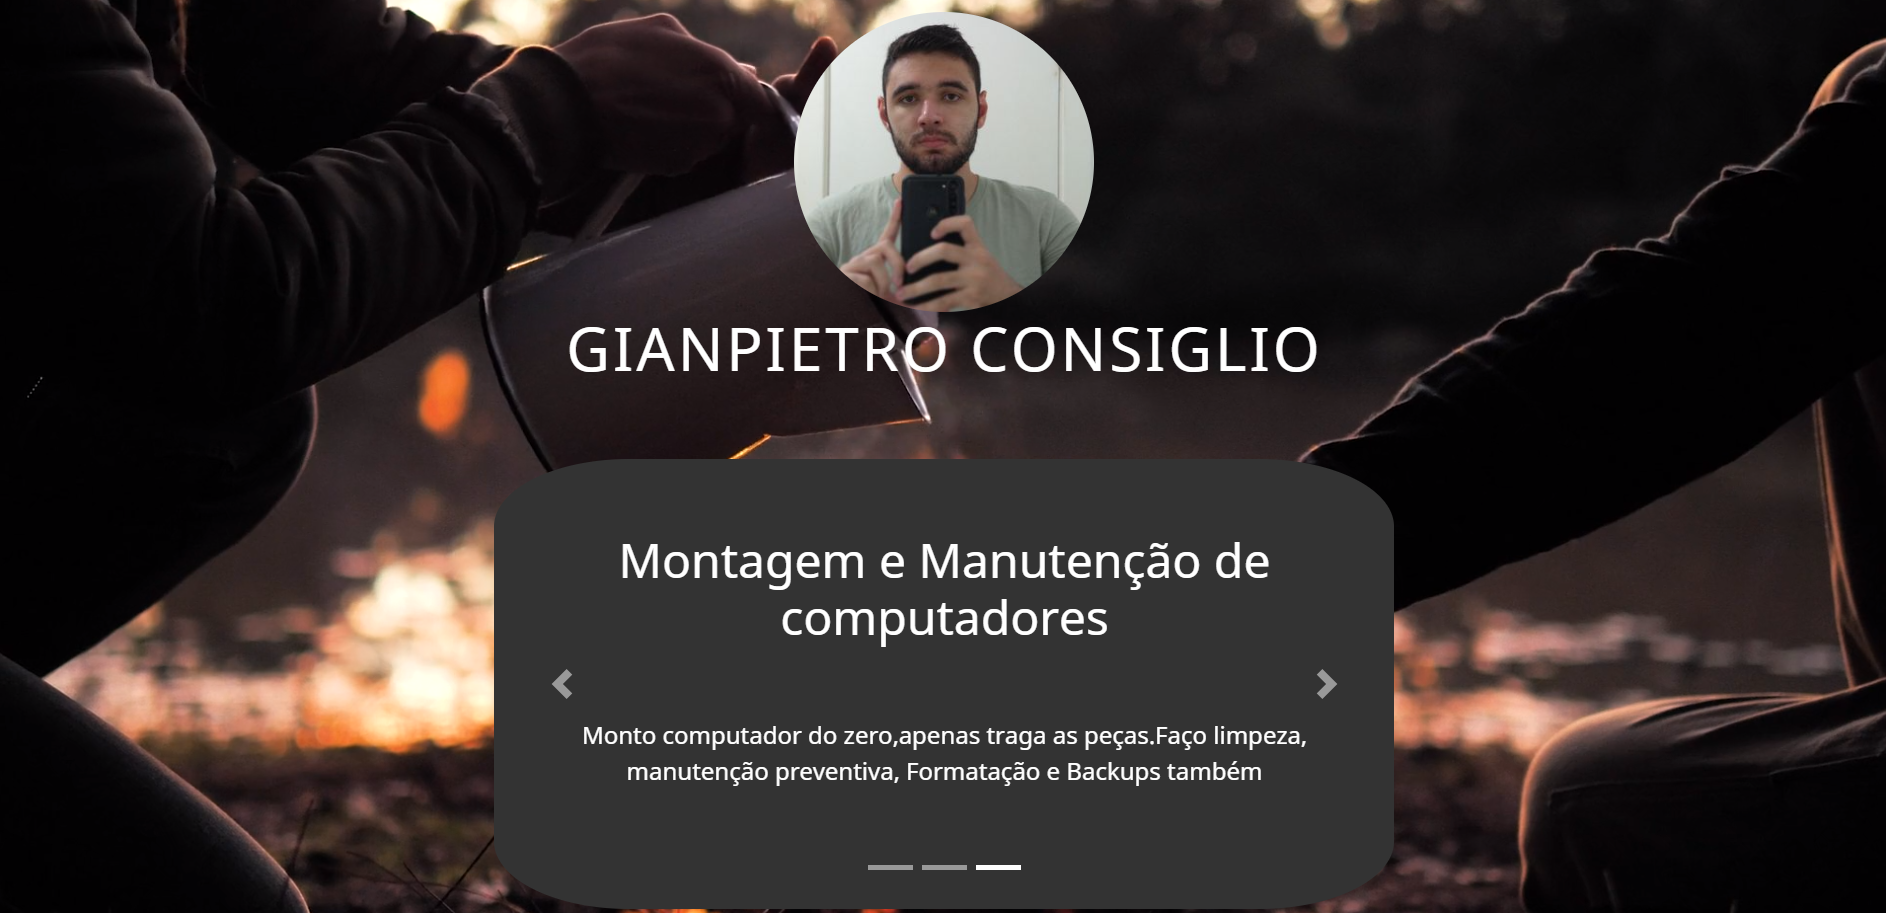 GIANPIETRO CONSIGLIO
Montagem e Manutenção de
computadores
Monto computador do zero,apenas traga as peças.Faço limpeza,
manutenção preventiva, Formatação e Backups também